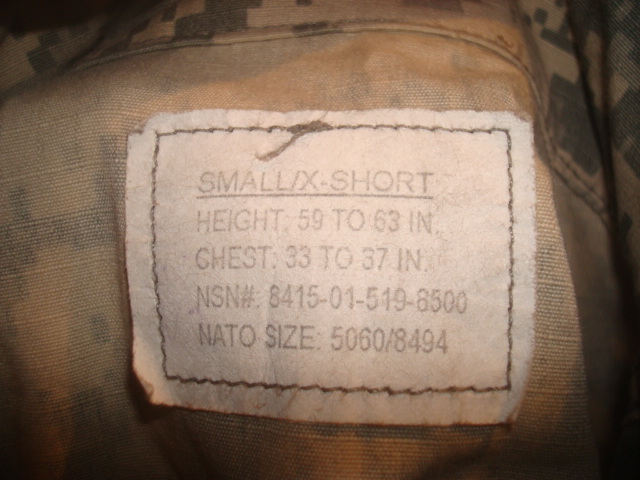 SMALL/X-SHORT
HEIGHT: 59 TO 63 IN.
CHEST: 33 TO 37 IN.
NSN#: 8415-01-519-8500
NATO SIZE: 5060/8494